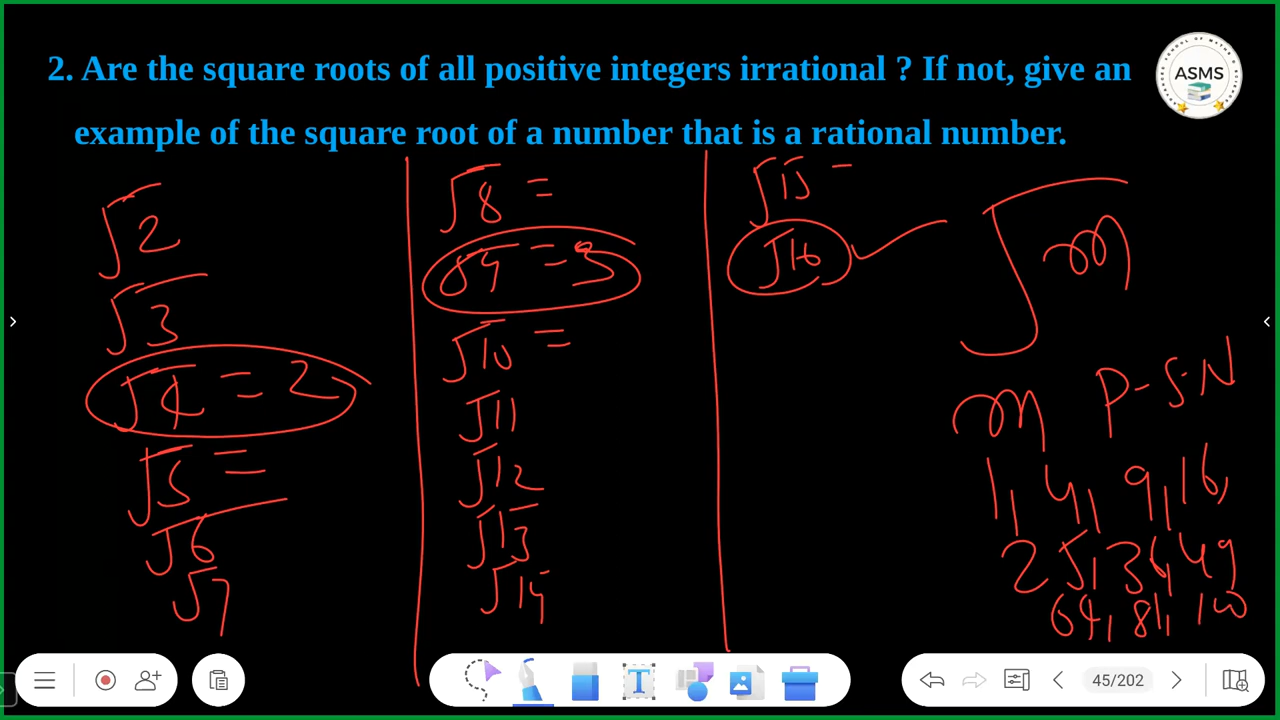 2. Are the square roots of all positive integers irrational ? If not, give an
example of the square root of a number that is a rational number.
ASMS
√2
√3
√4 = 2
√5 =
√6
√7
√8 =
√9 = 3
√10 =
√11
√12
√13
√14
√15 =
√16
√m
m P-S-N
1, 4, 9, 16,
25, 36, 49
64, 81, 100
45/202